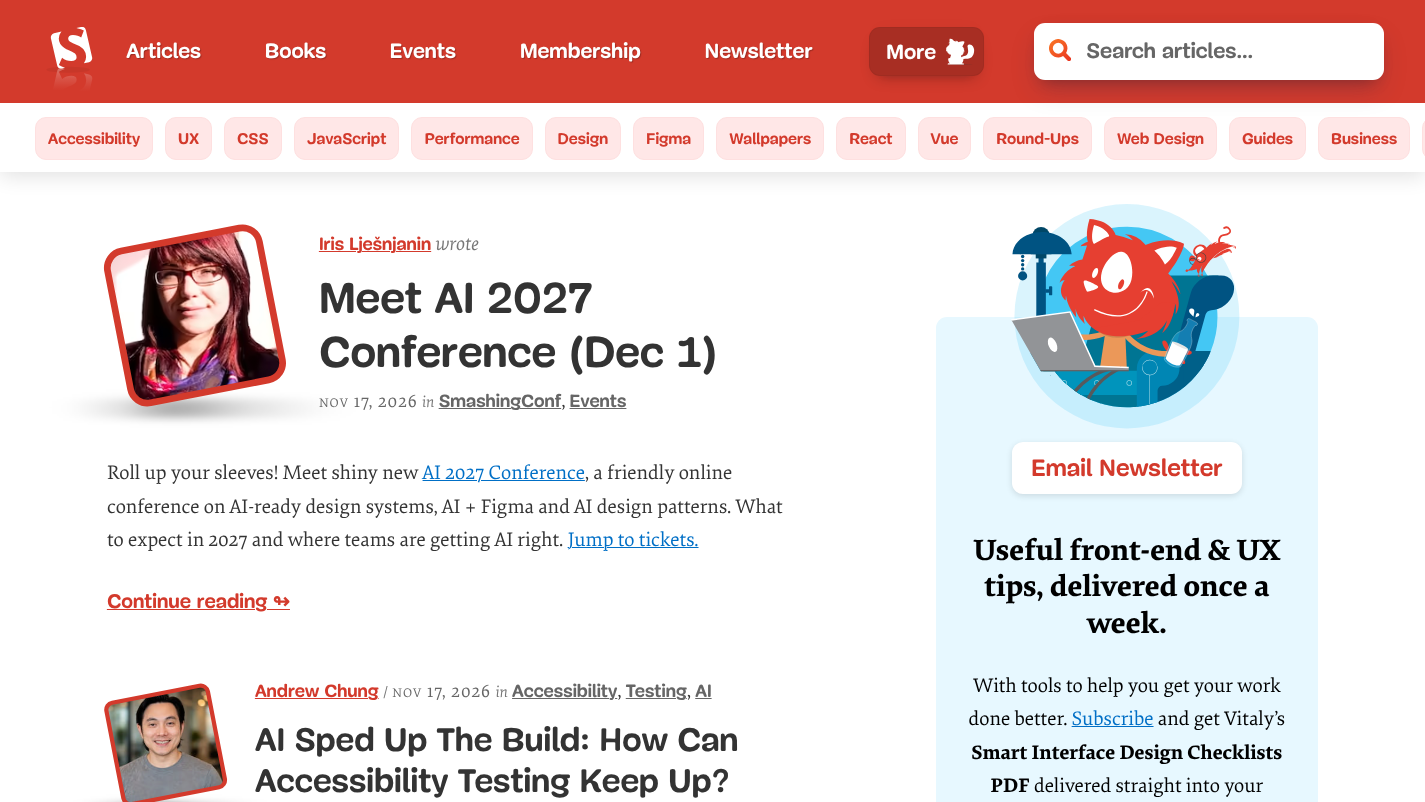 Articles Books Events Membership Newsletter More Search articles...
Accessibility UX CSS JavaScript Performance Design Figma Wallpapers React Vue Round-Ups Web Design Guides Business
Iris Lješnjanin wrote
Meet AI 2027
Conference (Dec 1)
NOV 17, 2026 in SmashingConf, Events
Roll up your sleeves! Meet shiny new AI 2027 Conference, a friendly online
conference on AI-ready design systems, AI + Figma and AI design patterns. What
to expect in 2027 and where teams are getting AI right. Jump to tickets.
Continue reading ↬
Andrew Chung / NOV 17, 2026 in Accessibility, Testing, AI
AI Sped Up The Build: How Can
Accessibility Testing Keep Up?
Email Newsletter
Useful front-end & UX
tips, delivered once a
week.
With tools to help you get your work
done better. Subscribe and get Vitaly’s
Smart Interface Design Checklists
PDF delivered straight into your